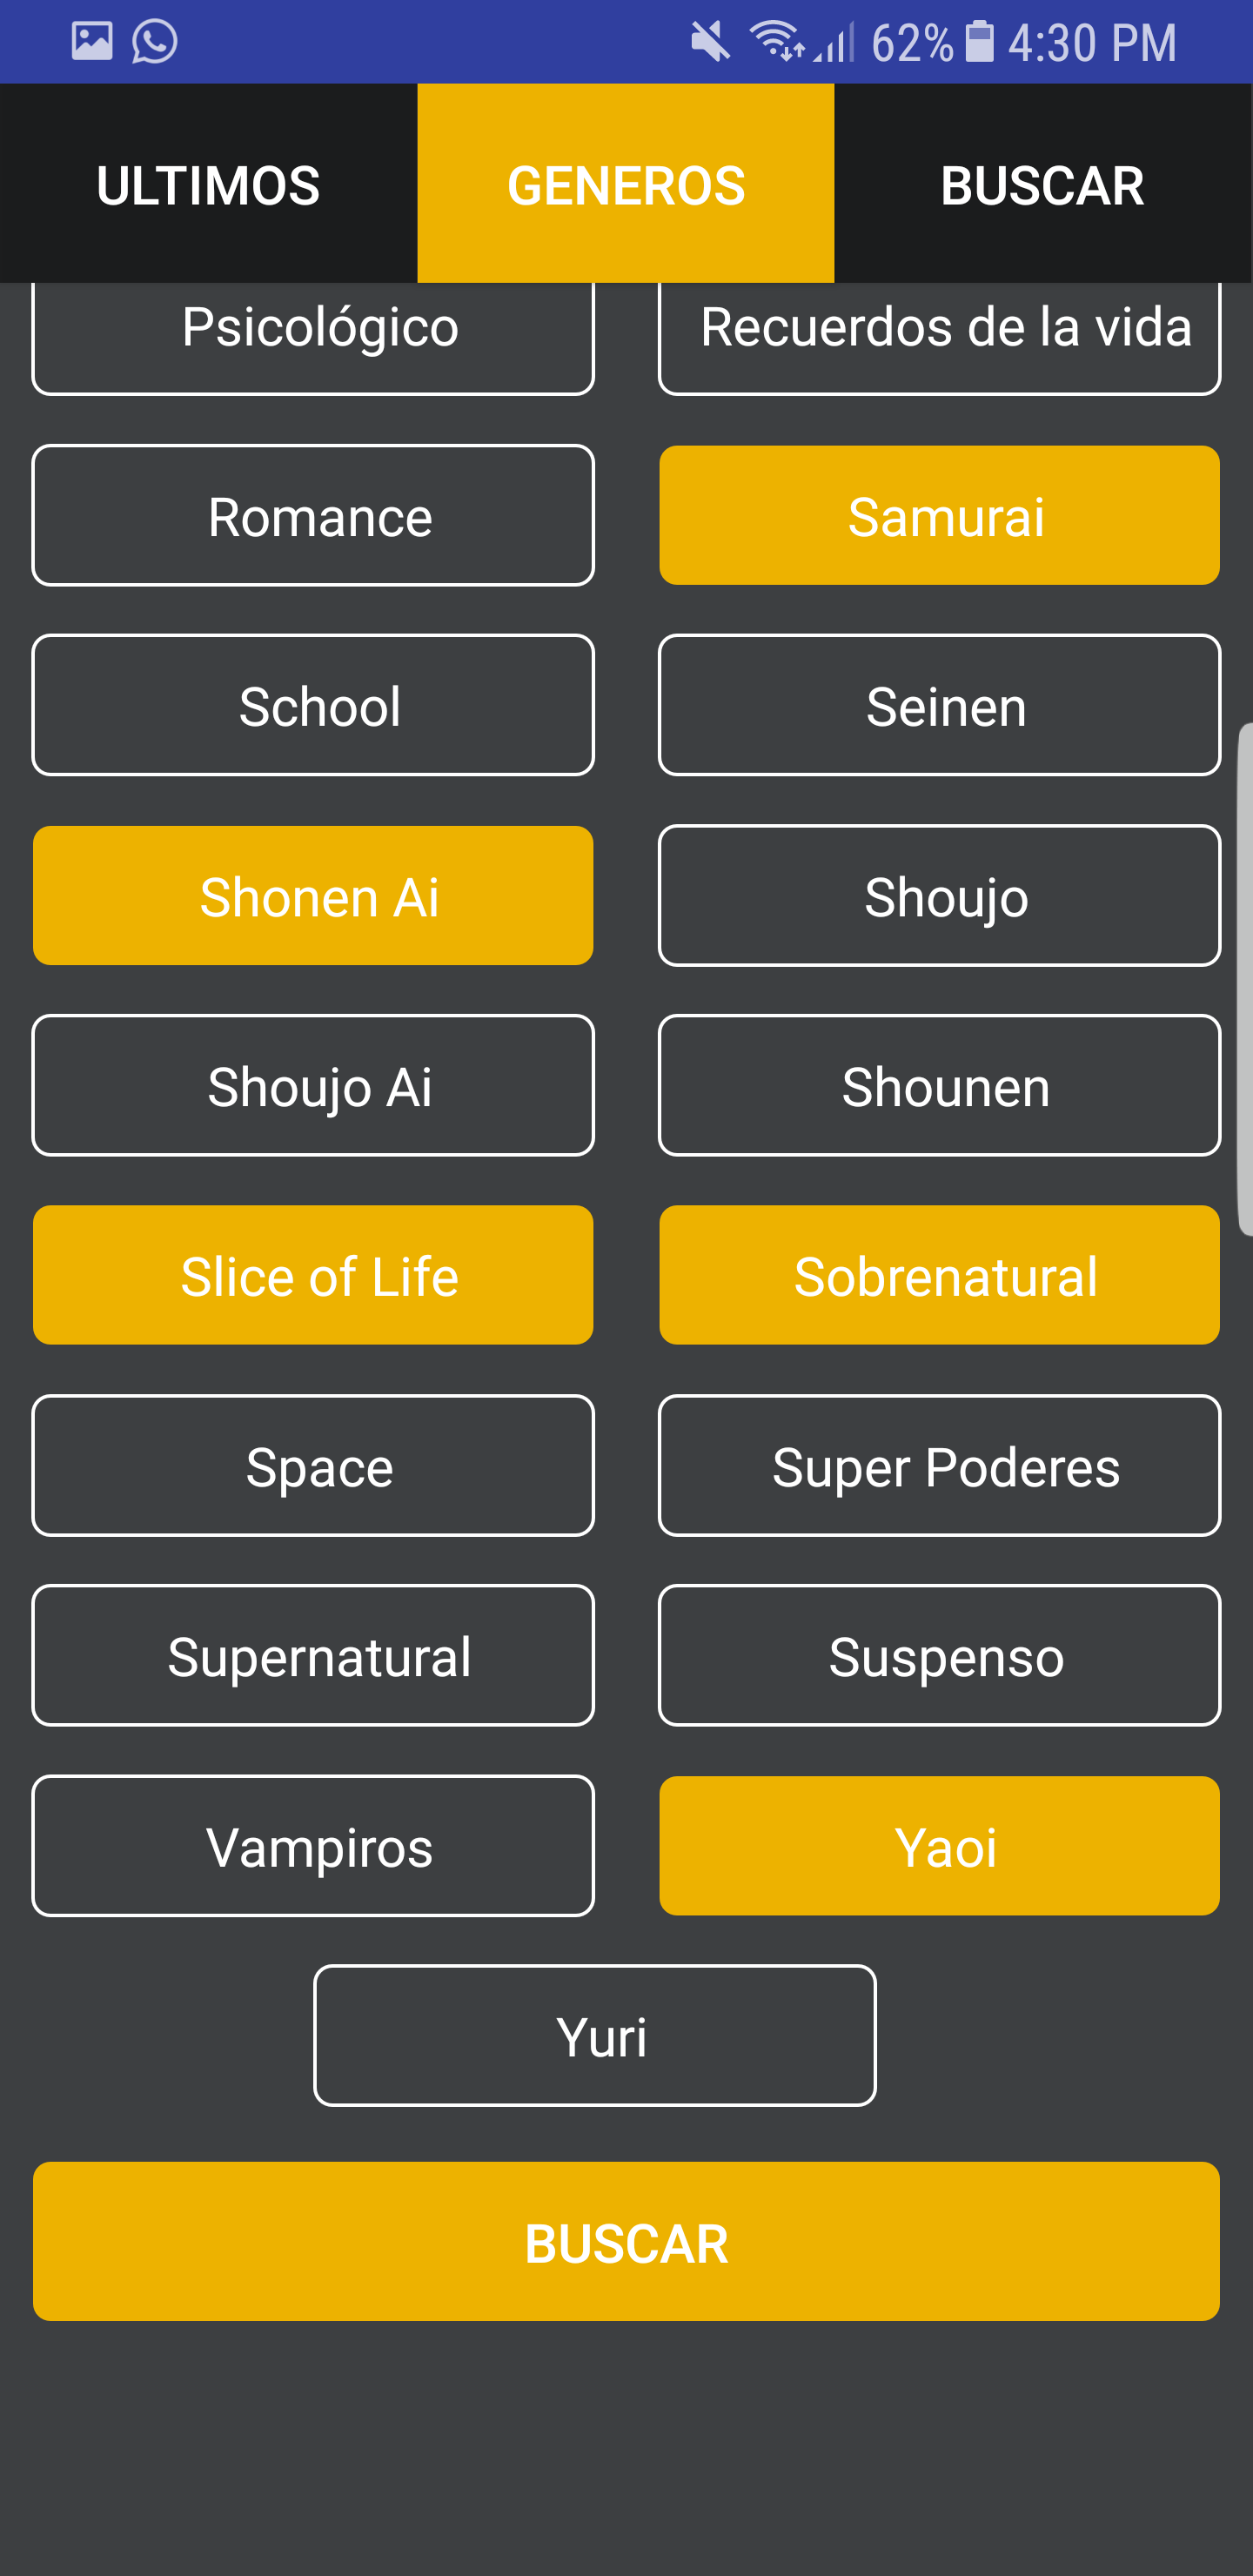 62% 4:30 PM
ULTIMOS GENEROS BUSCAR
Psicológico Recuerdos de la vida
Romance Samurai
School Seinen
Shonen Ai Shoujo
Shoujo Ai Shounen
Slice of Life Sobrenatural
Space Super Poderes
Supernatural Suspenso
Vampiros Yaoi
Yuri
BUSCAR